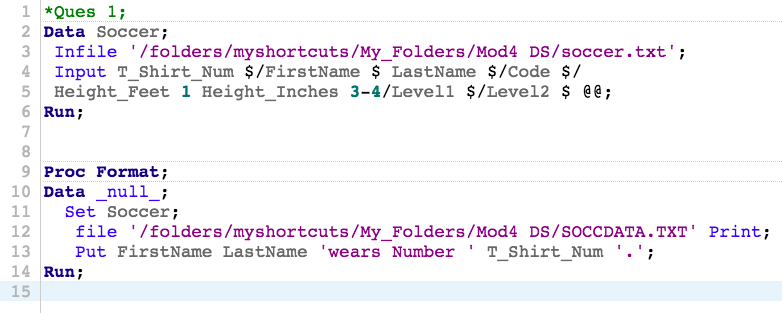 1 *Ques 1;
2 Data Soccer;
3 Infile '/folders/myshortcuts/My_Folders/Mod4 DS/soccer.txt';
4 Input T_Shirt_Num $/FirstName $ LastName $/Code $/
5 Height_Feet 1 Height_Inches 3-4/Level1 $/Level2 $ @@;
6 Run;
7
8
9 Proc Format;
10 Data _null_;
11 Set Soccer;
12 file '/folders/myshortcuts/My_Folders/Mod4 DS/SOCCDATA.TXT' Print;
13 Put FirstName LastName 'wears Number ' T_Shirt_Num '.';
14 Run;
15